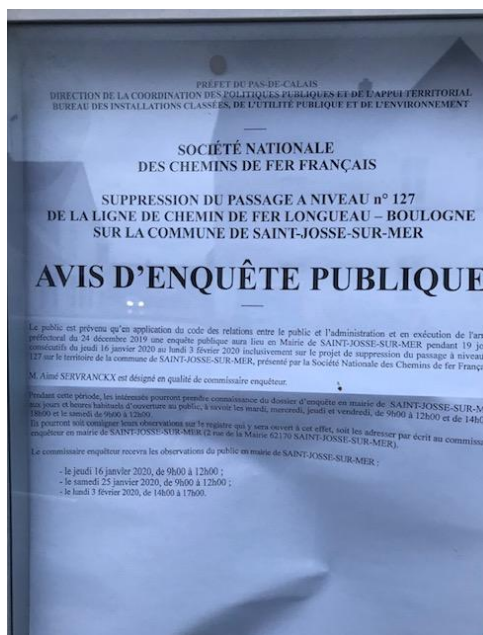 PRÉFET DU PAS-DE-CALAIS
DIRECTION DE LA COORDINATION DES POLITIQUES PUBLIQUES ET DE L'APPUI TERRITORIAL
BUREAU DES INSTALLATIONS CLASSÉES, DE L'UTILITÉ PUBLIQUE ET DE L'ENVIRONNEMENT
SOCIÉTÉ NATIONALE
DES CHEMINS DE FER FRANÇAIS
SUPPRESSION DU PASSAGE A NIVEAU n° 127
DE LA LIGNE DE CHEMIN DE FER LONGUEAU – BOULOGNE
SUR LA COMMUNE DE SAINT-JOSSE-SUR-MER
AVIS D'ENQUÊTE PUBLIQUE
Le public est prévenu qu'en application du code des relations entre le public et l'administration et en exécution de l'arr
préfectoral du 24 décembre 2019 une enquête publique aura lieu en Mairie de SAINT-JOSSE-SUR-MER pendant 19 jo
consécutifs du jeudi 16 janvier 2020 au lundi 3 février 2020 inclusivement sur le projet de suppression du passage à niveau
127 sur le territoire de la commune de SAINT-JOSSE-SUR-MER, présenté par la Société Nationale des chemins de fer França
M. Aimé SERVRANCKX est désigné en qualité de commissaire enquêteur.
Pendant cette période, les intéressés pourront prendre connaissance du dossier d'enquête en mairie de SAINT-JOSSE-SUR-M
aux jours et heures habituels d'ouverture au public, à savoir les mardi, mercredi, jeudi et vendredi, de 9h00 à 12h00 et de 14h0
18h00 et le samedi de 9h00 à 12h00.
Ils pourront soit consigner leurs observations sur le registre qui y sera ouvert à cet effet, soit les adresser par écrit au commissa
enquêteur en mairie de SAINT-JOSSE-SUR-MER (2 rue de la Mairie 62170 SAINT-JOSSE-SUR-MER).
Le commissaire enquêteur recevra les observations du public en mairie de SAINT-JOSSE-SUR-MER :
- le jeudi 16 janvier 2020, de 9h00 à 12h00 ;
- le samedi 25 janvier 2020, de 9h00 à 12h00 ;
- le lundi 3 février 2020, de 14h00 à 17h00.